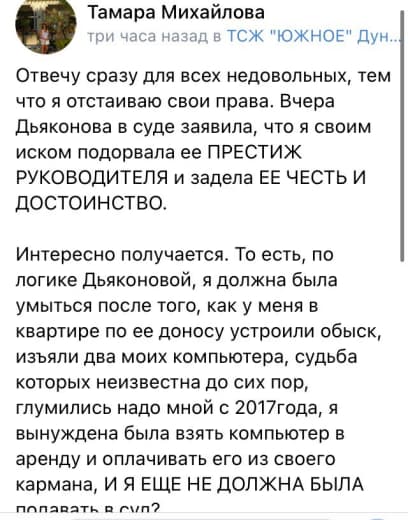 Тамара Михайлова
три часа назад в ТСЖ "ЮЖНОЕ" Дун...
Отвечу сразу для всех недовольных, тем
что я отстаиваю свои права. Вчера
Дьяконова в суде заявила, что я своим
иском подорвала ее ПРЕСТИЖ
РУКОВОДИТЕЛЯ и задела ЕЕ ЧЕСТЬ И
ДОСТОИНСТВО.
Интересно получается. То есть, по
логике Дьяконовой, я должна была
умыться после того, как у меня в
квартире по ее доносу устроили обыск,
изъяли два моих компьютера, судьба
которых неизвестна до сих пор,
глумились надо мной с 2017года, я
вынуждена была взять компьютер в
аренду и оплачивать его из своего
кармана, И Я ЕЩЕ НЕ ДОЛЖНА БЫЛА
подавать в суд?